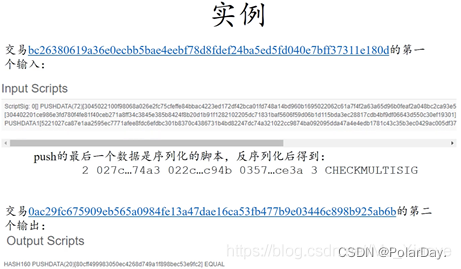 实例
交易bc26380619a36e0ecbb5bae4eebf78d8fdef24ba5ed5fd040e7bff37311e180d的第一
个输入：
Input Scripts
ScriptSig: 0[] PUSHDATA(72)[3045022100f98068a026e2fc75cfeffe84bbac4223ed172df42bca01fd748a14bd960b1695022062c61a7f4f2a63a65d96b0feaf2a048bc2ca93e5
PUSHDATA1[5221027ca87e1aa2595ec7771afee8fdc6efdbc301b8370c4388731b4bd82247dc74a321022cc9874ba092095dda47a4e4edb1781c43c35b3ec0429ac005df37
push的最后一个数据是序列化的脚本，反序列化后得到：
2 027c…74a3 022c…c94b 0357…ce3a 3 CHECKMULTISIG
交易0ac29fc675909eb565a0984fe13a47dae16ca53fb477b9e03446c898b925ab6b的第二
个输出：
Output Scripts
HASH160 PUSHDATA(20)[80cff499983050ec4268d749a1f898bec53e9fc2] EQUAL
CSDN @PolarDay.